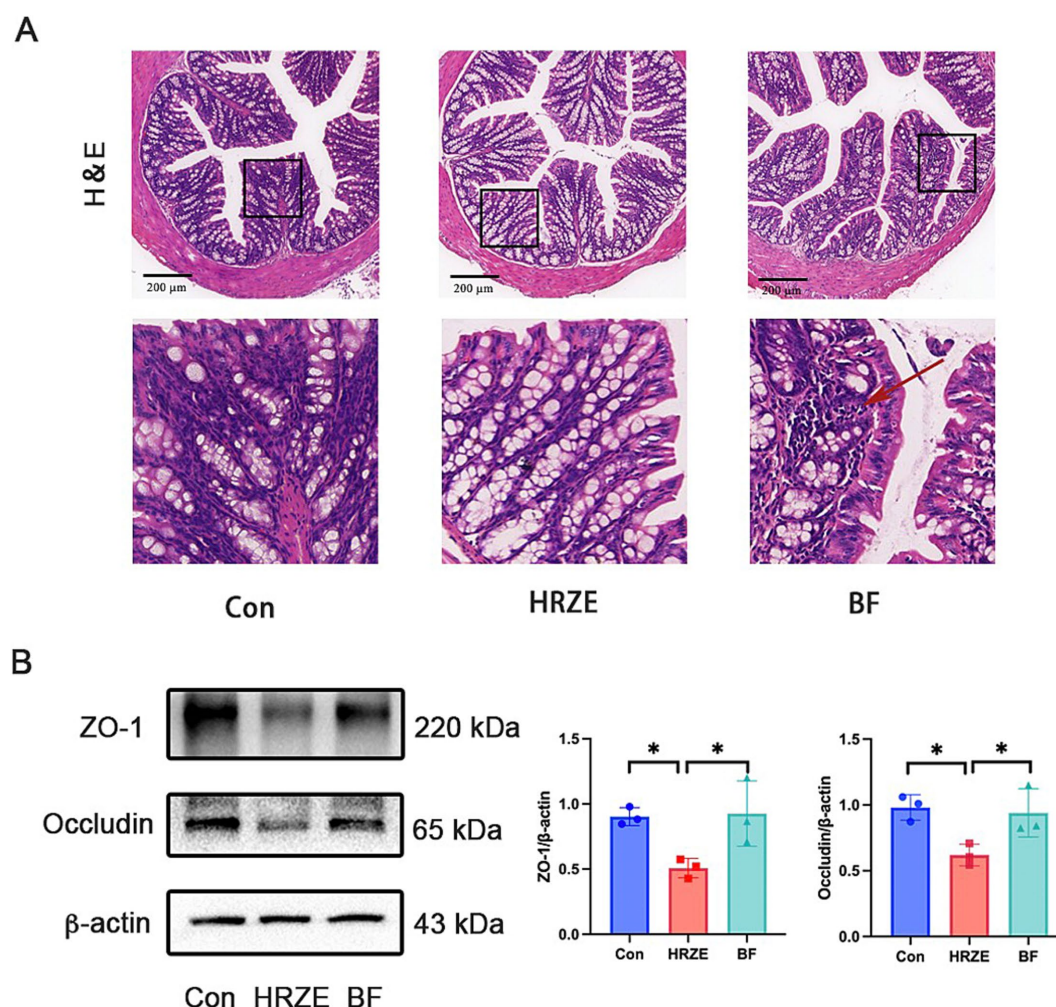 A
H&E
200 µm
200 µm
200 µm
Con
HRZE
BF
B
ZO-1
220 kDa
Occludin
65 kDa
β-actin
43 kDa
Con HRZE BF
ZO-1/β-actin
1.5
1.0
0.5
0.0
*
*
Con
HRZE
BF
Occludin/β-actin
1.5
1.0
0.5
0.0
*
*
Con
HRZE
BF